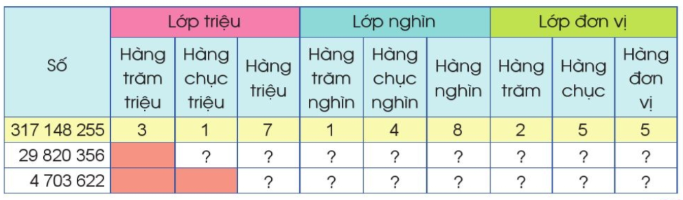 Số Lớp triệu Lớp nghìn Lớp đơn vị
Hàng trăm triệu Hàng chục triệu Hàng triệu Hàng trăm nghìn Hàng chục nghìn Hàng nghìn Hàng trăm Hàng chục Hàng đơn vị
317 148 255 3 1 7 1 4 8 2 5 5
29 820 356 ? ? ? ? ? ? ? ?
4 703 622 ? ? ? ? ? ? ?